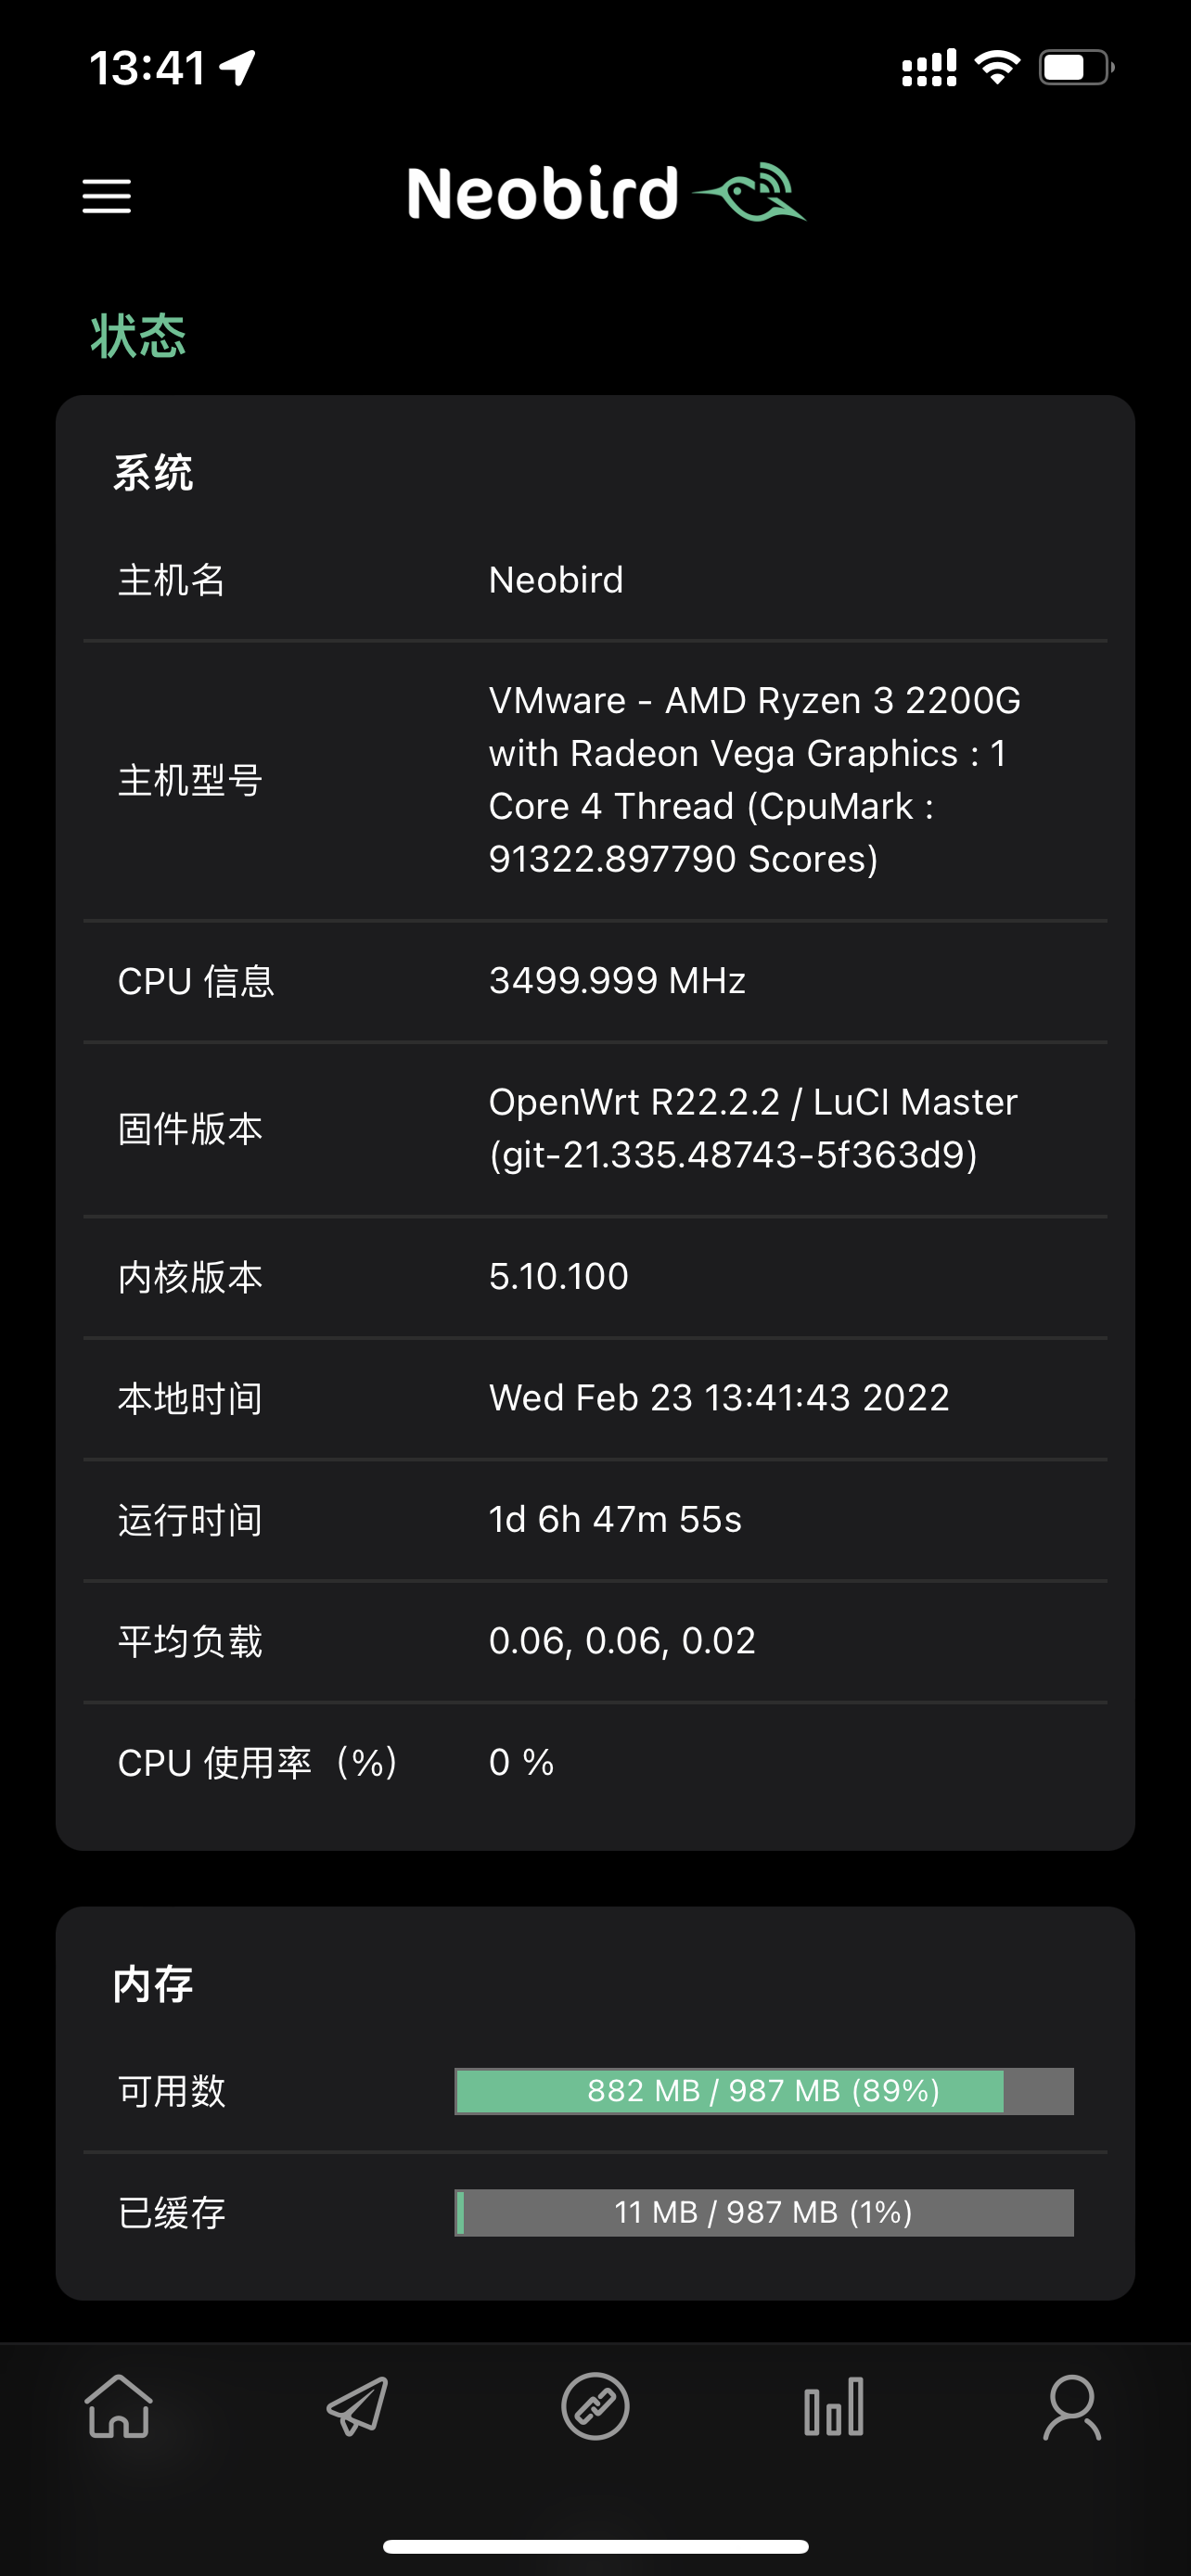 13:41
Neobird
状态
系统
主机名 Neobird
主机型号 VMware - AMD Ryzen 3 2200G
with Radeon Vega Graphics : 1
Core 4 Thread (CpuMark :
91322.897790 Scores)
CPU 信息 3499.999 MHz
固件版本 OpenWrt R22.2.2 / LuCI Master
(git-21.335.48743-5f363d9)
内核版本 5.10.100
本地时间 Wed Feb 23 13:41:43 2022
运行时间 1d 6h 47m 55s
平均负载 0.06, 0.06, 0.02
CPU 使用率（%） 0 %
内存
可用数 882 MB / 987 MB (89%)
已缓存 11 MB / 987 MB (1%)